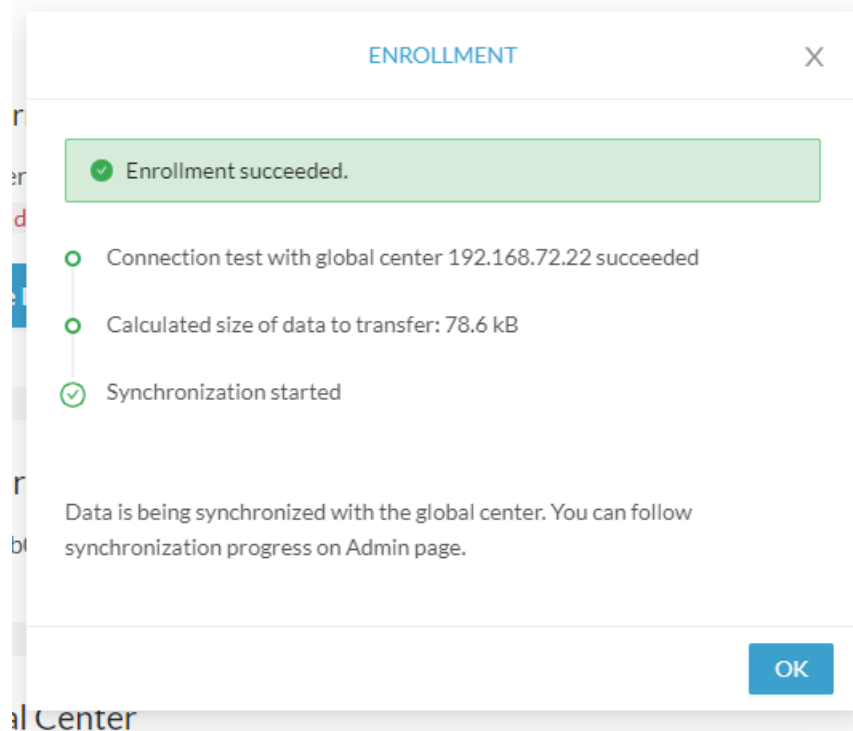 ENROLLMENT
X
Enrollment succeeded.
Connection test with global center 192.168.72.22 succeeded
Calculated size of data to transfer: 78.6 kB
Synchronization started
Data is being synchronized with the global center. You can follow
synchronization progress on Admin page.
OK
al Center